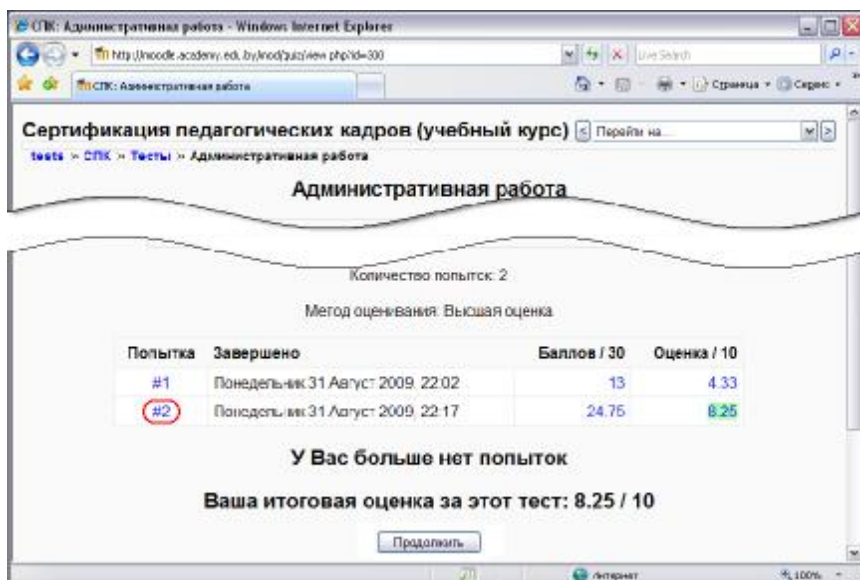 СПК: Административная работа - Windows Internet Explorer
http://moodle.academy.edu.by/mod/quiz/view.php?id=300
Live Search
СПК: Административная работа
Страница
Сервис
Сертификация педагогических кадров (учебный курс)
Перейти на...
tests » СПК » Тесты » Административная работа
Административная работа
Количество попыток: 2
Метод оценивания: Высшая оценка
Попытка Завершено Баллов / 30 Оценка / 10
#1 Понедельник 31 Август 2009, 22:02 13 4.33
#2 Понедельник 31 Август 2009, 22:17 24.75 8.25
У Вас больше нет попыток
Ваша итоговая оценка за этот тест: 8.25 / 10
Продолжить
Интернет
100%